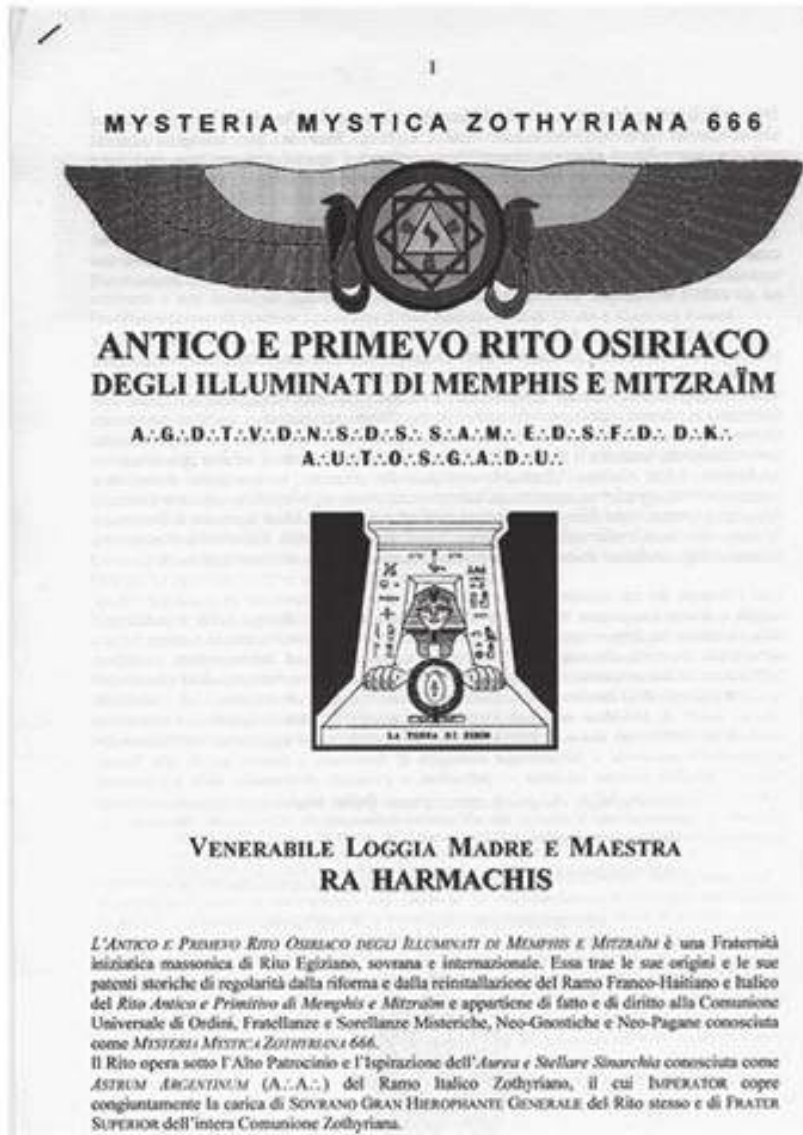 1
MYSTERIA MYSTICA ZOTHYRIANA 666
ANTICO E PRIMEVO RITO OSIRIACO
DEGLI ILLUMINATI DI MEMPHIS E MITZRAÏM
A∴G∴D∴T∴V∴D∴N∴S∴D∴S∴ S∴A∴M∴ E∴D∴S∴F∴D∴ D∴K∴
A∴U∴T∴O∴S∴G∴A∴D∴U∴
LA TERRA DI
VENERABILE LOGGIA MADRE E MAESTRA
RA HARMACHIS
L'ANTICO E PRIMEVO RITO OSIRIACO DEGLI ILLUMINATI DI MEMPHIS E MITZRAÏM è una Fraternità
iniziatica massonica di Rito Egiziano, sovrana e internazionale. Essa trae le sue origini e le sue
patenti storiche di regolarità dalla riforma e dalla reinstallazione del Ramo Franco-Haitiano e Italico
del Rito Antico e Primitivo di Memphis e Mitzraïm e appartiene di fatto e di diritto alla Comunione
Universale di Ordini, Fratellanze e Sorellanze Misteriche, Neo-Gnostiche e Neo-Pagane conosciuta
come MYSTERIA MYSTICA ZOTHYRIANA 666.
Il Rito opera sotto l'Alto Patrocinio e l'Ispirazione dell'Aurea e Stellare Sinarchia conosciuta come
ASTRUM ARGENTINUM (A∴A∴) del Ramo Italico Zothyriano, il cui IMPERATOR copre
congiuntamente la carica di SOVRANO GRAN HIEROPHANTE GENERALE del Rito stesso e di FRATER
SUPERIOR dell'intera Comunione Zothyriana.